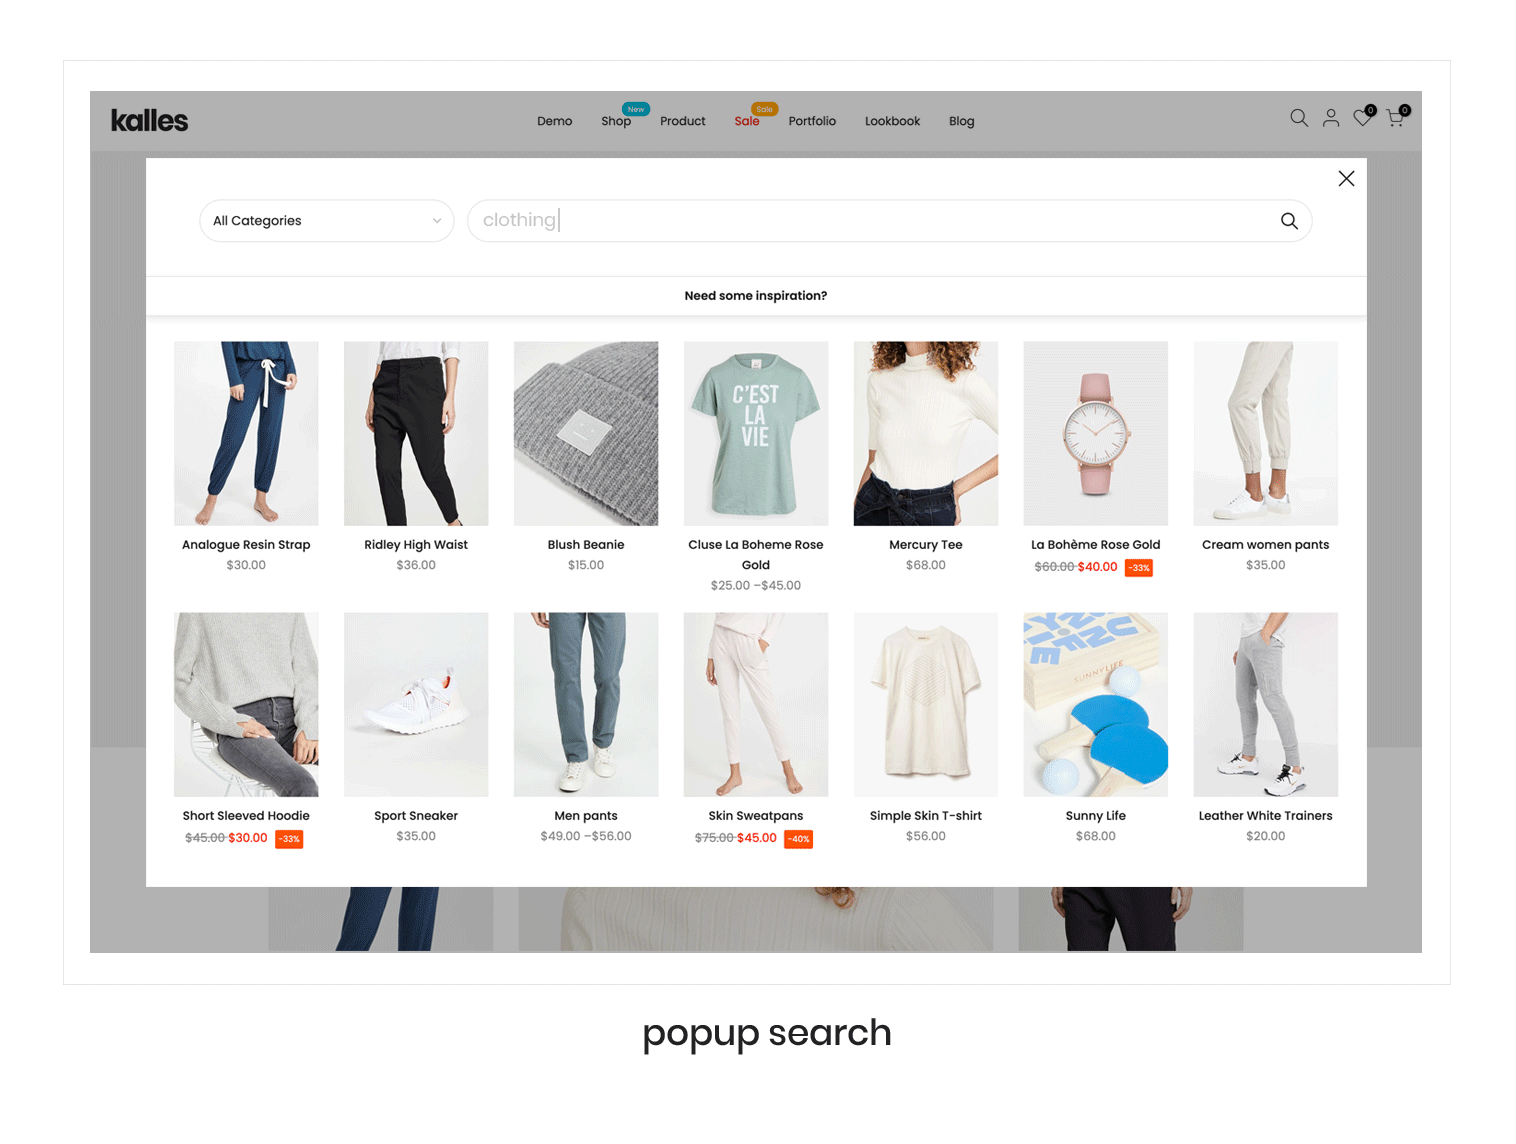 kalles
Demo
Shop
New
Product
Sale
Sale
Portfolio
Lookbook
Blog
0
0
All Categories
clothing
Need some inspiration?
C'EST
LA
VIE
Analogue Resin Strap
$30.00
Ridley High Waist
$36.00
Blush Beanie
$15.00
Cluse La Boheme Rose
Gold
$25.00 –$45.00
Mercury Tee
$68.00
La Bohème Rose Gold
$60.00 $40.00 -33%
Cream women pants
$35.00
SUNNYLIFE
Short Sleeved Hoodie
$45.00 $30.00 -33%
Sport Sneaker
$35.00
Men pants
$49.00 –$56.00
Skin Sweatpans
$75.00 $45.00 -40%
Simple Skin T-shirt
$56.00
Sunny Life
$68.00
Leather White Trainers
$20.00
popup search